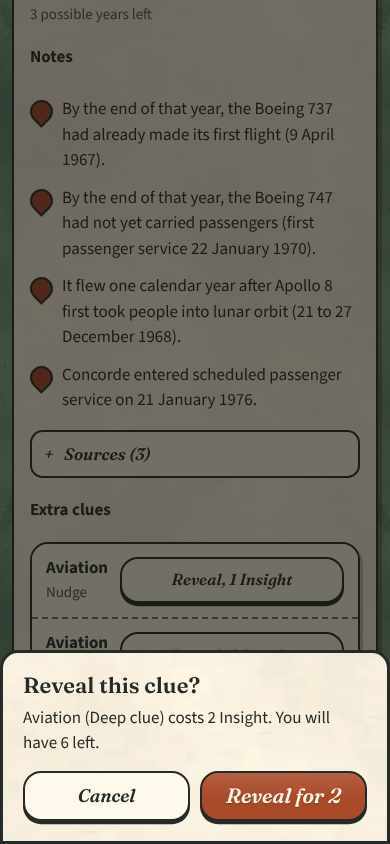 3 possible years left
Notes
By the end of that year, the Boeing 737
had already made its first flight (9 April
1967).
By the end of that year, the Boeing 747
had not yet carried passengers (first
passenger service 22 January 1970).
It flew one calendar year after Apollo 8
first took people into lunar orbit (21 to 27
December 1968).
Concorde entered scheduled passenger
service on 21 January 1976.
+ Sources (3)
Extra clues
Aviation
Nudge
Reveal, 1 Insight
Aviation
Reveal this clue?
Aviation (Deep clue) costs 2 Insight. You will
have 6 left.
Cancel
Reveal for 2